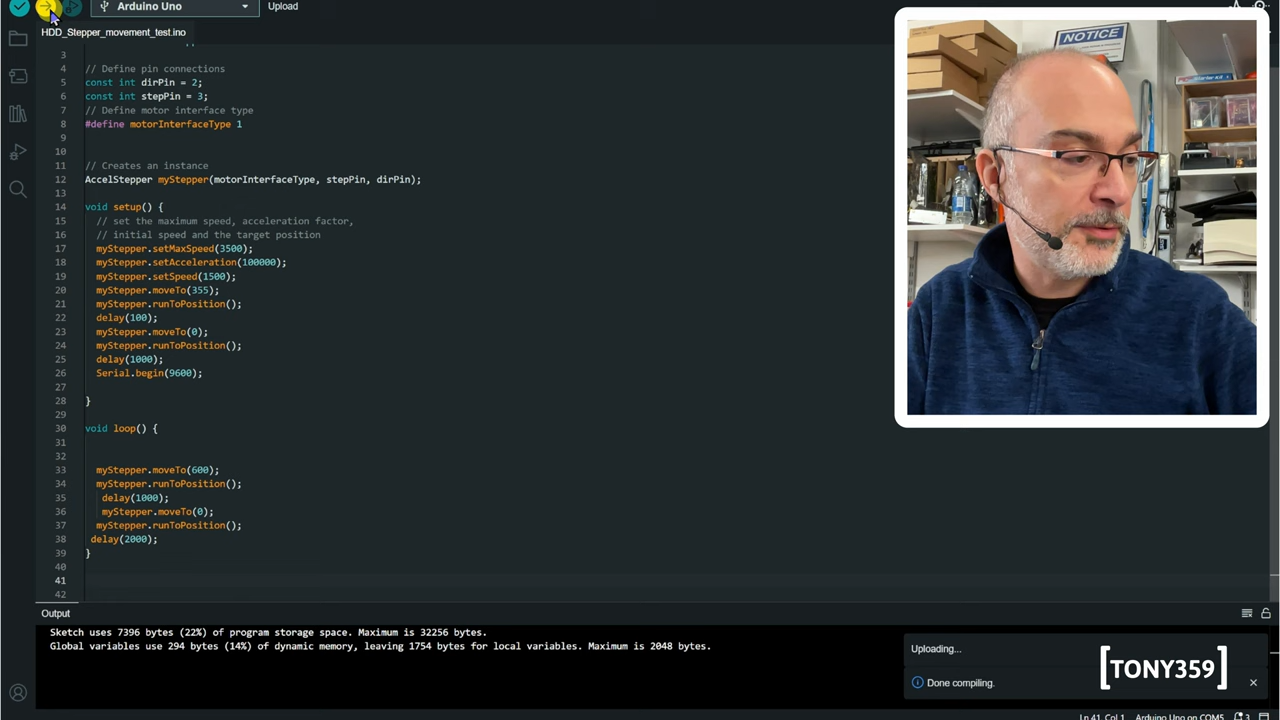 Arduino Uno
Upload
HDD_Stepper_movement_test.ino
3
4 // Define pin connections
5 const int dirPin = 2;
6 const int stepPin = 3;
7 // Define motor interface type
8 #define motorInterfaceType 1
9
10
11 // Creates an instance
12 AccelStepper myStepper(motorInterfaceType, stepPin, dirPin);
13
14 void setup() {
15 // set the maximum speed, acceleration factor,
16 // initial speed and the target position
17 myStepper.setMaxSpeed(3500);
18 myStepper.setAcceleration(100000);
19 myStepper.setSpeed(1500);
20 myStepper.moveTo(355);
21 myStepper.runToPosition();
22 delay(100);
23 myStepper.moveTo(0);
24 myStepper.runToPosition();
25 delay(1000);
26 Serial.begin(9600);
27
28 }
29
30 void loop() {
31
32
33 myStepper.moveTo(600);
34 myStepper.runToPosition();
35 delay(1000);
36 myStepper.moveTo(0);
37 myStepper.runToPosition();
38 delay(2000);
39 }
40
41
42
NOTICE
Output
Sketch uses 7396 bytes (22%) of program storage space. Maximum is 32256 bytes.
Global variables use 294 bytes (14%) of dynamic memory, leaving 1754 bytes for local variables. Maximum is 2048 bytes.
Uploading...
Done compiling.
[TONY359]
Ln 41, Col 1 Arduino Uno on COM5 3